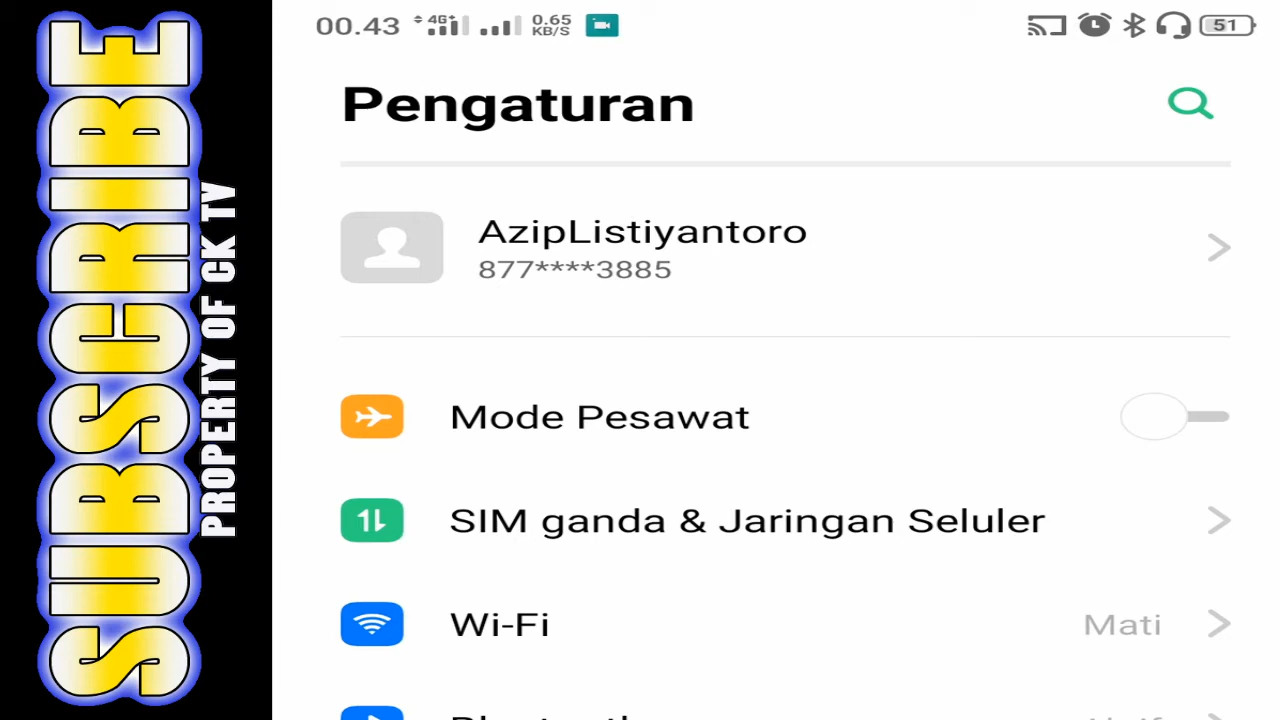 SUBSCRIBE
PROPERTY OF CK TV
00.43 4G+ 0.65 KB/S 51
Pengaturan
AzipListiyantoro
877****3885
Mode Pesawat
SIM ganda & Jaringan Seluler
Wi-Fi Mati